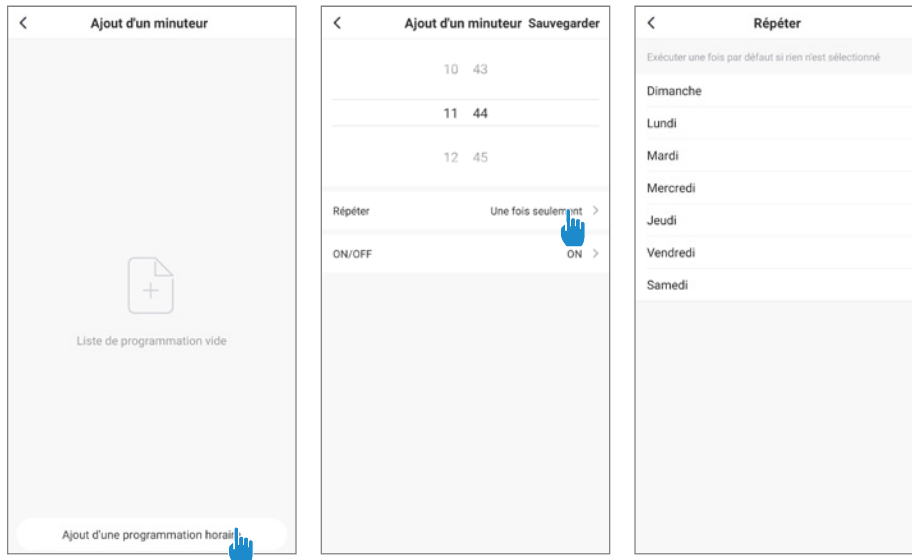 Ajout d'un minuteur
Liste de programmation vide
Ajout d'une programmation horaire
Ajout d'un minuteur Sauvegarder
10 43
11 44
12 45
Répéter Une fois seulement
ON/OFF ON
Répéter
Exécuter une fois par défaut si rien n'est sélectionné
Dimanche
Lundi
Mardi
Mercredi
Jeudi
Vendredi
Samedi